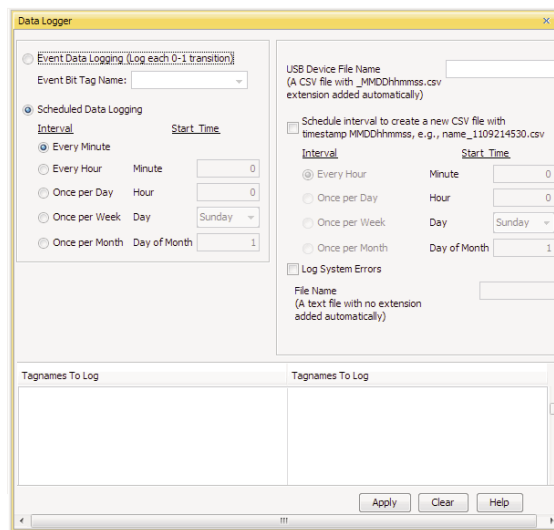 Data Logger
Event Data Logging (Log each 0-1 transition)
Event Bit Tag Name:
Scheduled Data Logging
Interval Start Time
Every Minute
Every Hour Minute 0
Once per Day Hour 0
Once per Week Day Sunday
Once per Month Day of Month 1
USB Device File Name
(A CSV file with _MMDDhhmmss.csv
extension added automatically)
Schedule interval to create a new CSV file with
timestamp MMDDhhmmss, e.g., name_1109214530.csv
Interval Start Time
Every Hour Minute 0
Once per Day Hour 0
Once per Week Day Sunday
Once per Month Day of Month 1
Log System Errors
File Name
(A text file with no extension
added automatically)
Tagnames To Log Tagnames To Log
Apply Clear Help